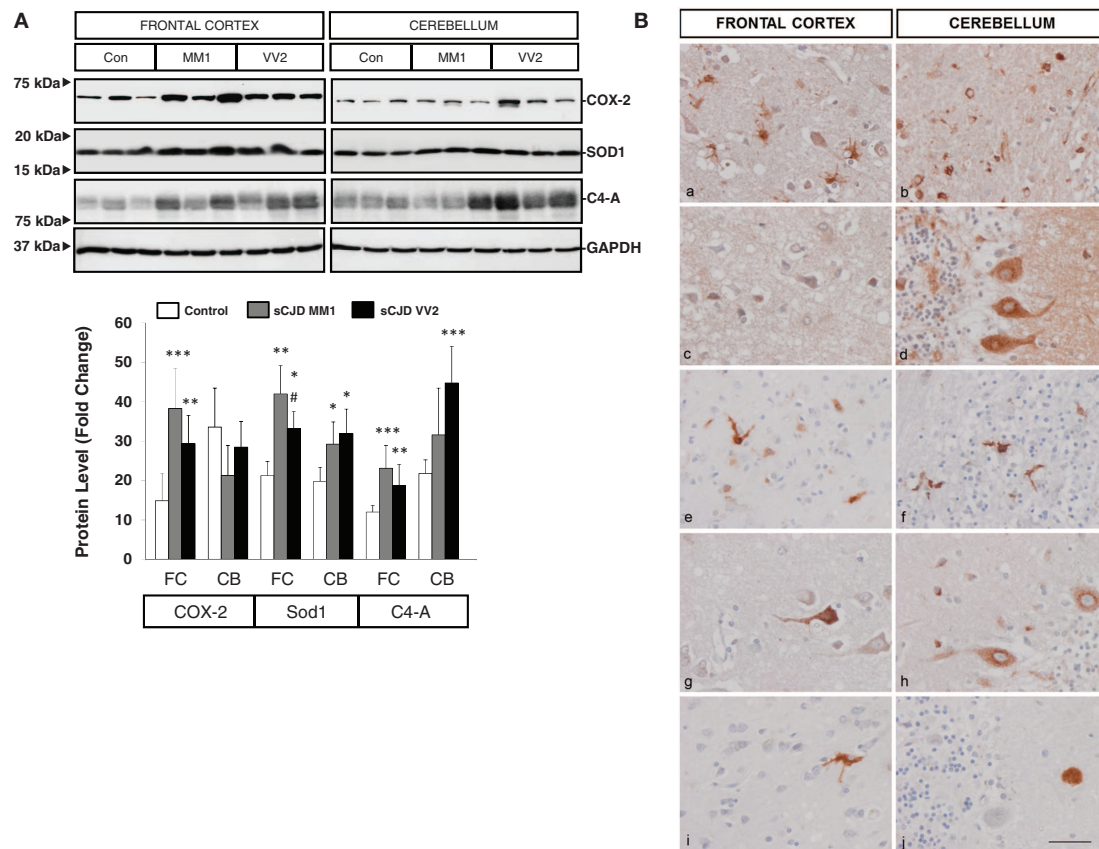 A
FRONTAL CORTEX
CEREBELLUM
Con
MM1
VV2
Con
MM1
VV2
75 kDa
-COX-2
20 kDa
-SOD1
15 kDa
-C4-A
75 kDa
37 kDa
-GAPDH
Control
sCJD MM1
sCJD VV2
Protein Level (Fold Change)
60
50
40
30
20
10
0
***
**
**
*
#
*
*
***
**
***
FC
CB
FC
CB
FC
CB
COX-2
Sod1
C4-A
B
FRONTAL CORTEX
CEREBELLUM
a
b
c
d
e
f
g
h
i
j